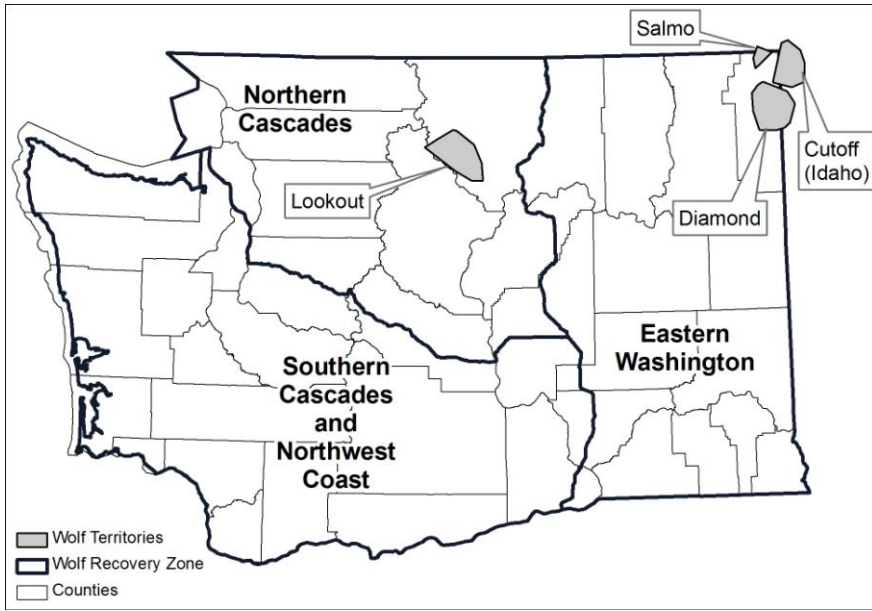 Salmo
Northern
Cascades
Cutoff
(Idaho)
Lookout
Diamond
Eastern
Washington
Southern
Cascades
and
Northwest
Coast
Wolf Territories
Wolf Recovery Zone
Counties